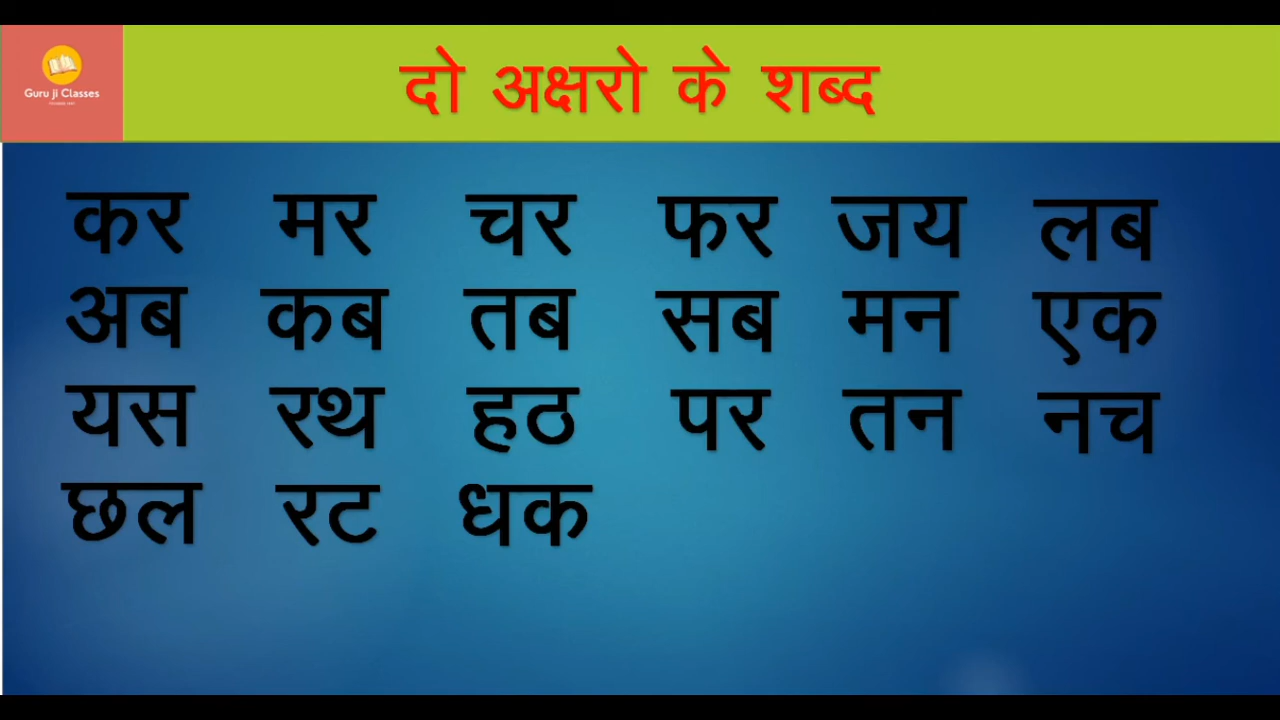 दो अक्षरो के शब्द
Guru Ji Classes
कर मर चर फर जय लब
अब कब तब सब मन एक
यस रथ हठ पर तन नच
छल रट धक